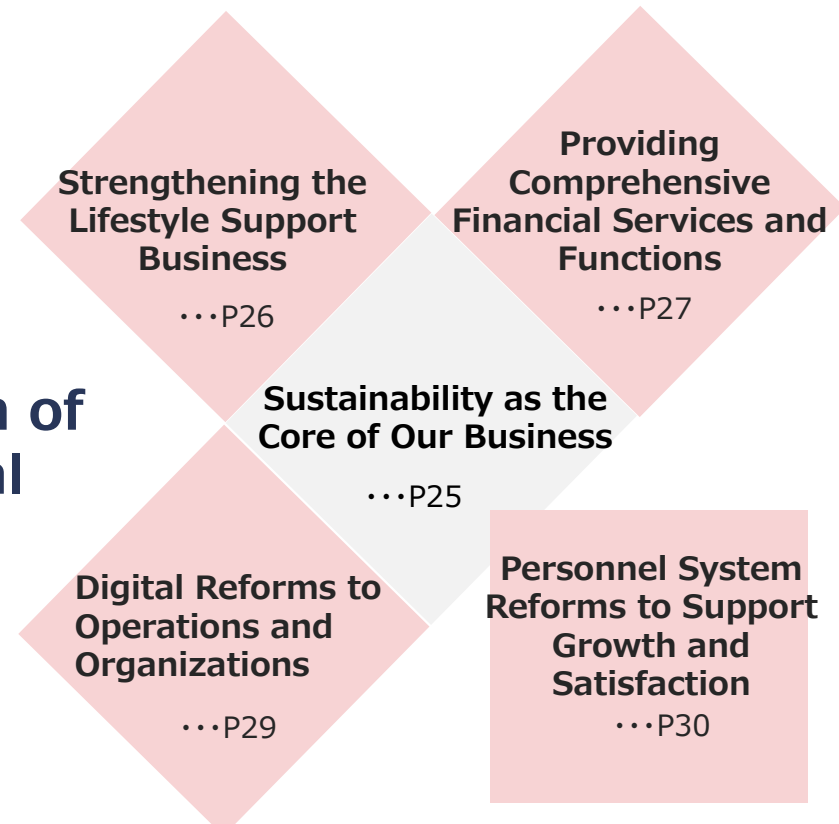 Strengthening the
Lifestyle Support
Business
･･･P26
Providing
Comprehensive
Financial Services and
Functions
･･･P27
of
Sustainability as the
Core of Our Business
･･･P25
Digital Reforms to
Operations and
Organizations
･･･P29
Personnel System
Reforms to Support
Growth and
Satisfaction
･･･P30